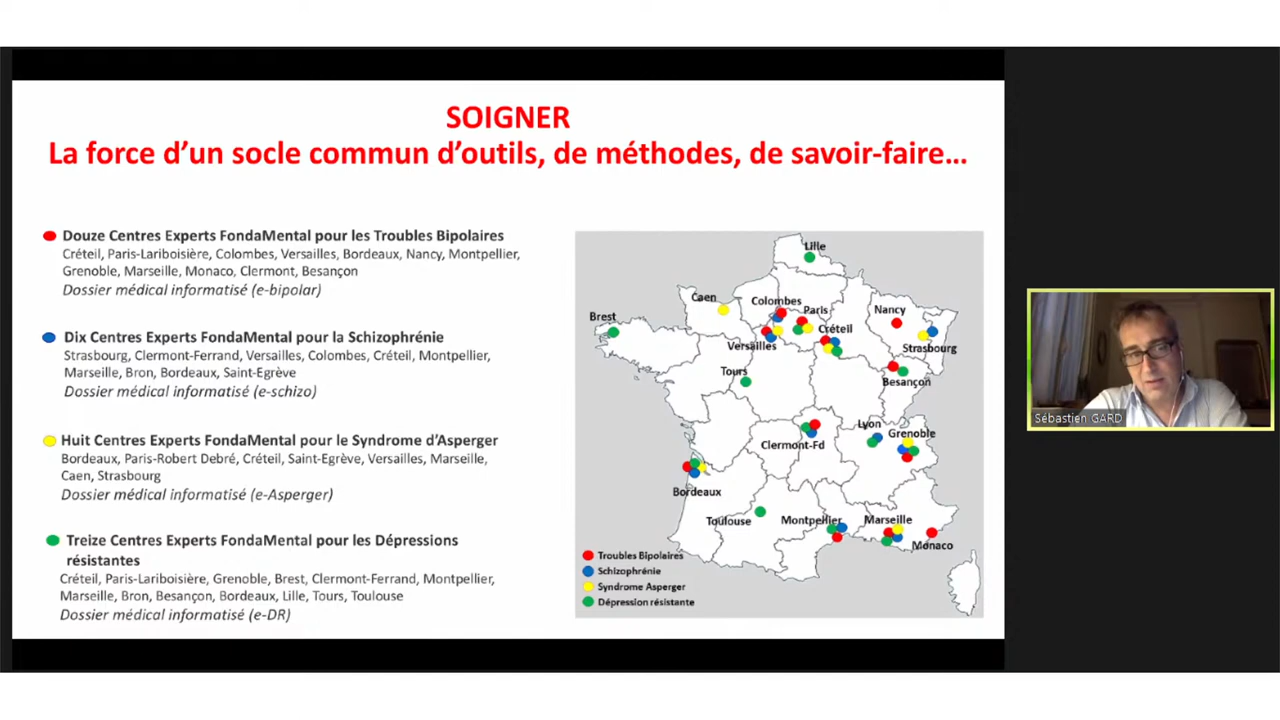 SOIGNER
La force d'un socle commun d'outils, de méthodes, de savoir-faire…
Douze Centres Experts FondaMental pour les Troubles Bipolaires
Créteil, Paris-Lariboisière, Colombes, Versailles, Bordeaux, Nancy, Montpellier,
Grenoble, Marseille, Monaco, Clermont, Besançon
Dossier médical informatisé (e-bipolar)
Dix Centres Experts FondaMental pour la Schizophrénie
Strasbourg, Clermont-Ferrand, Versailles, Colombes, Créteil, Montpellier,
Marseille, Bron, Bordeaux, Saint-Egrève
Dossier médical informatisé (e-schizo)
Huit Centres Experts FondaMental pour le Syndrome d'Asperger
Bordeaux, Paris-Robert Debré, Créteil, Saint-Egrève, Versailles, Marseille,
Caen, Strasbourg
Dossier médical informatisé (e-Asperger)
Treize Centres Experts FondaMental pour les Dépressions
résistantes
Créteil, Paris-Lariboisière, Grenoble, Brest, Clermont-Ferrand, Montpellier,
Marseille, Bron, Besançon, Bordeaux, Lille, Tours, Toulouse
Dossier médical informatisé (e-DR)
Lille
Caen
Colombes
Paris
Nancy
Brest
Créteil
Versailles
Strasbourg
Tours
Besançon
Lyon
Grenoble
Clermont-Fd
Bordeaux
Toulouse
Montpellier
Marseille
Monaco
Troubles Bipolaires
Schizophrénie
Syndrome Asperger
Dépression résistante
Sébastien GARD